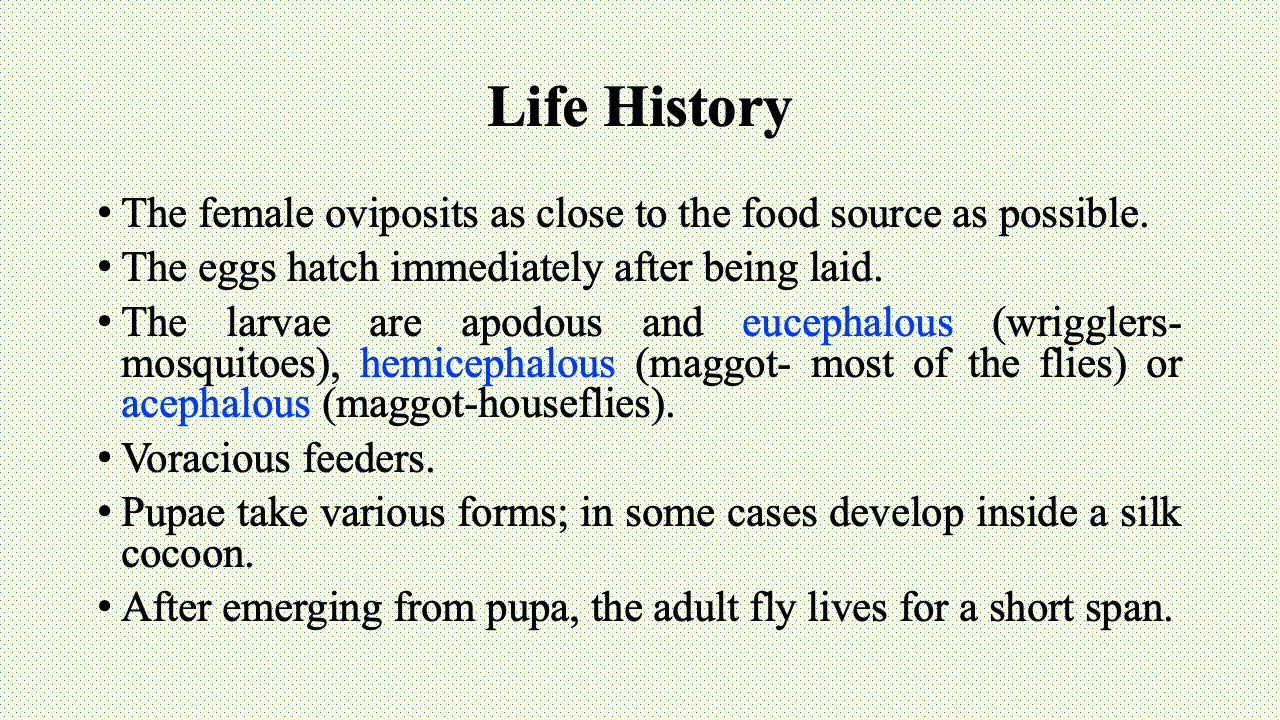 Life History
• The female oviposits as close to the food source as possible.
• The eggs hatch immediately after being laid.
• The larvae are apodous and eucephalous (wrigglers-
mosquitoes), hemicephalous (maggot- most of the flies) or
acephalous (maggot-houseflies).
• Voracious feeders.
• Pupae take various forms; in some cases develop inside a silk
cocoon.
• After emerging from pupa, the adult fly lives for a short span.